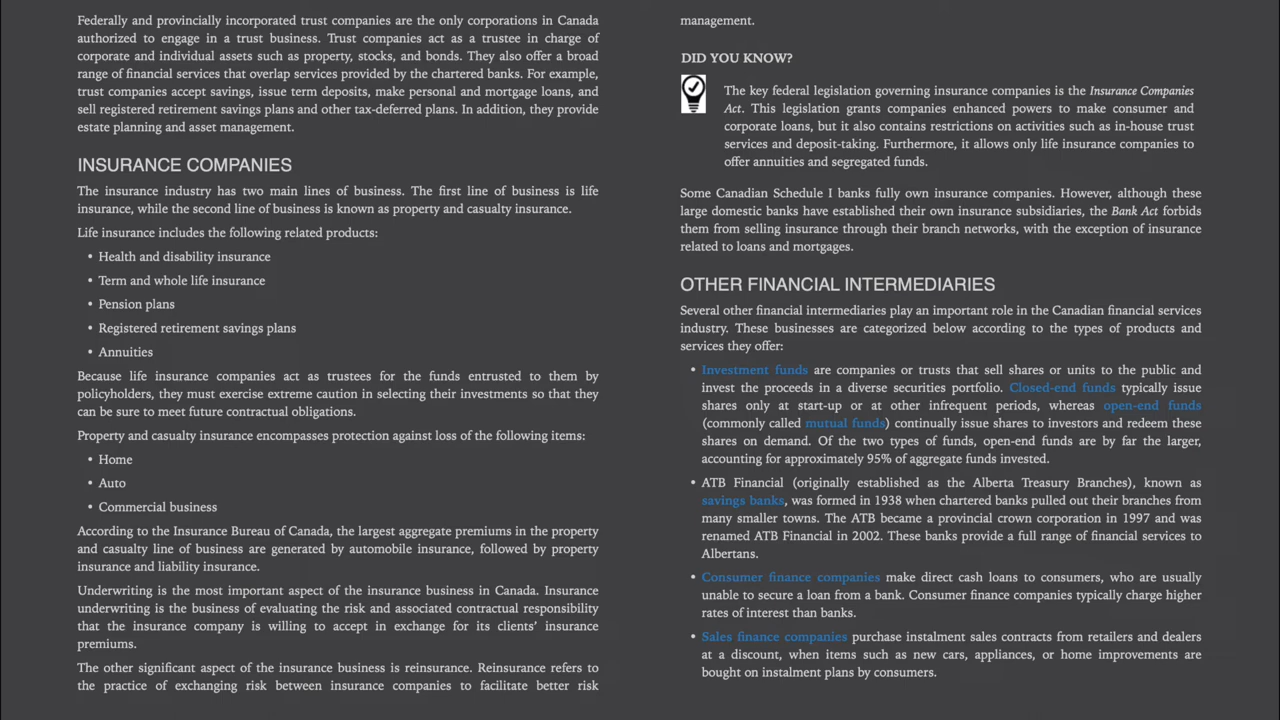 Federally and provincially incorporated trust companies are the only corporations in Canada
authorized to engage in a trust business. Trust companies act as a trustee in charge of
corporate and individual assets such as property, stocks, and bonds. They also offer a broad
range of financial services that overlap services provided by the chartered banks. For example,
trust companies accept savings, issue term deposits, make personal and mortgage loans, and
sell registered retirement savings plans and other tax-deferred plans. In addition, they provide
estate planning and asset management.
INSURANCE COMPANIES
The insurance industry has two main lines of business. The first line of business is life
insurance, while the second line of business is known as property and casualty insurance.
Life insurance includes the following related products:
• Health and disability insurance
• Term and whole life insurance
• Pension plans
• Registered retirement savings plans
• Annuities
Because life insurance companies act as trustees for the funds entrusted to them by
policyholders, they must exercise extreme caution in selecting their investments so that they
can be sure to meet future contractual obligations.
Property and casualty insurance encompasses protection against loss of the following items:
• Home
• Auto
• Commercial business
According to the Insurance Bureau of Canada, the largest aggregate premiums in the property
and casualty line of business are generated by automobile insurance, followed by property
insurance and liability insurance.
Underwriting is the most important aspect of the insurance business in Canada. Insurance
underwriting is the business of evaluating the risk and associated contractual responsibility
that the insurance company is willing to accept in exchange for its clients' insurance
premiums.
The other significant aspect of the insurance business is reinsurance. Reinsurance refers to
the practice of exchanging risk between insurance companies to facilitate better risk
management.
DID YOU KNOW?
The key federal legislation governing insurance companies is the Insurance Companies
Act. This legislation grants companies enhanced powers to make consumer and
corporate loans, but it also contains restrictions on activities such as in-house trust
services and deposit-taking. Furthermore, it allows only life insurance companies to
offer annuities and segregated funds.
Some Canadian Schedule I banks fully own insurance companies. However, although these
large domestic banks have established their own insurance subsidiaries, the Bank Act forbids
them from selling insurance through their branch networks, with the exception of insurance
related to loans and mortgages.
OTHER FINANCIAL INTERMEDIARIES
Several other financial intermediaries play an important role in the Canadian financial services
industry. These businesses are categorized below according to the types of products and
services they offer:
• Investment funds are companies or trusts that sell shares or units to the public and
invest the proceeds in a diverse securities portfolio. Closed-end funds typically issue
shares only at start-up or at other infrequent periods, whereas open-end funds
(commonly called mutual funds) continually issue shares to investors and redeem these
shares on demand. Of the two types of funds, open-end funds are by far the larger,
accounting for approximately 95% of aggregate funds invested.
• ATB Financial (originally established as the Alberta Treasury Branches), known as
savings banks, was formed in 1938 when chartered banks pulled out their branches from
many smaller towns. The ATB became a provincial crown corporation in 1997 and was
renamed ATB Financial in 2002. These banks provide a full range of financial services to
Albertans.
• Consumer finance companies make direct cash loans to consumers, who are usually
unable to secure a loan from a bank. Consumer finance companies typically charge higher
rates of interest than banks.
• Sales finance companies purchase instalment sales contracts from retailers and dealers
at a discount, when items such as new cars, appliances, or home improvements are
bought on instalment plans by consumers.